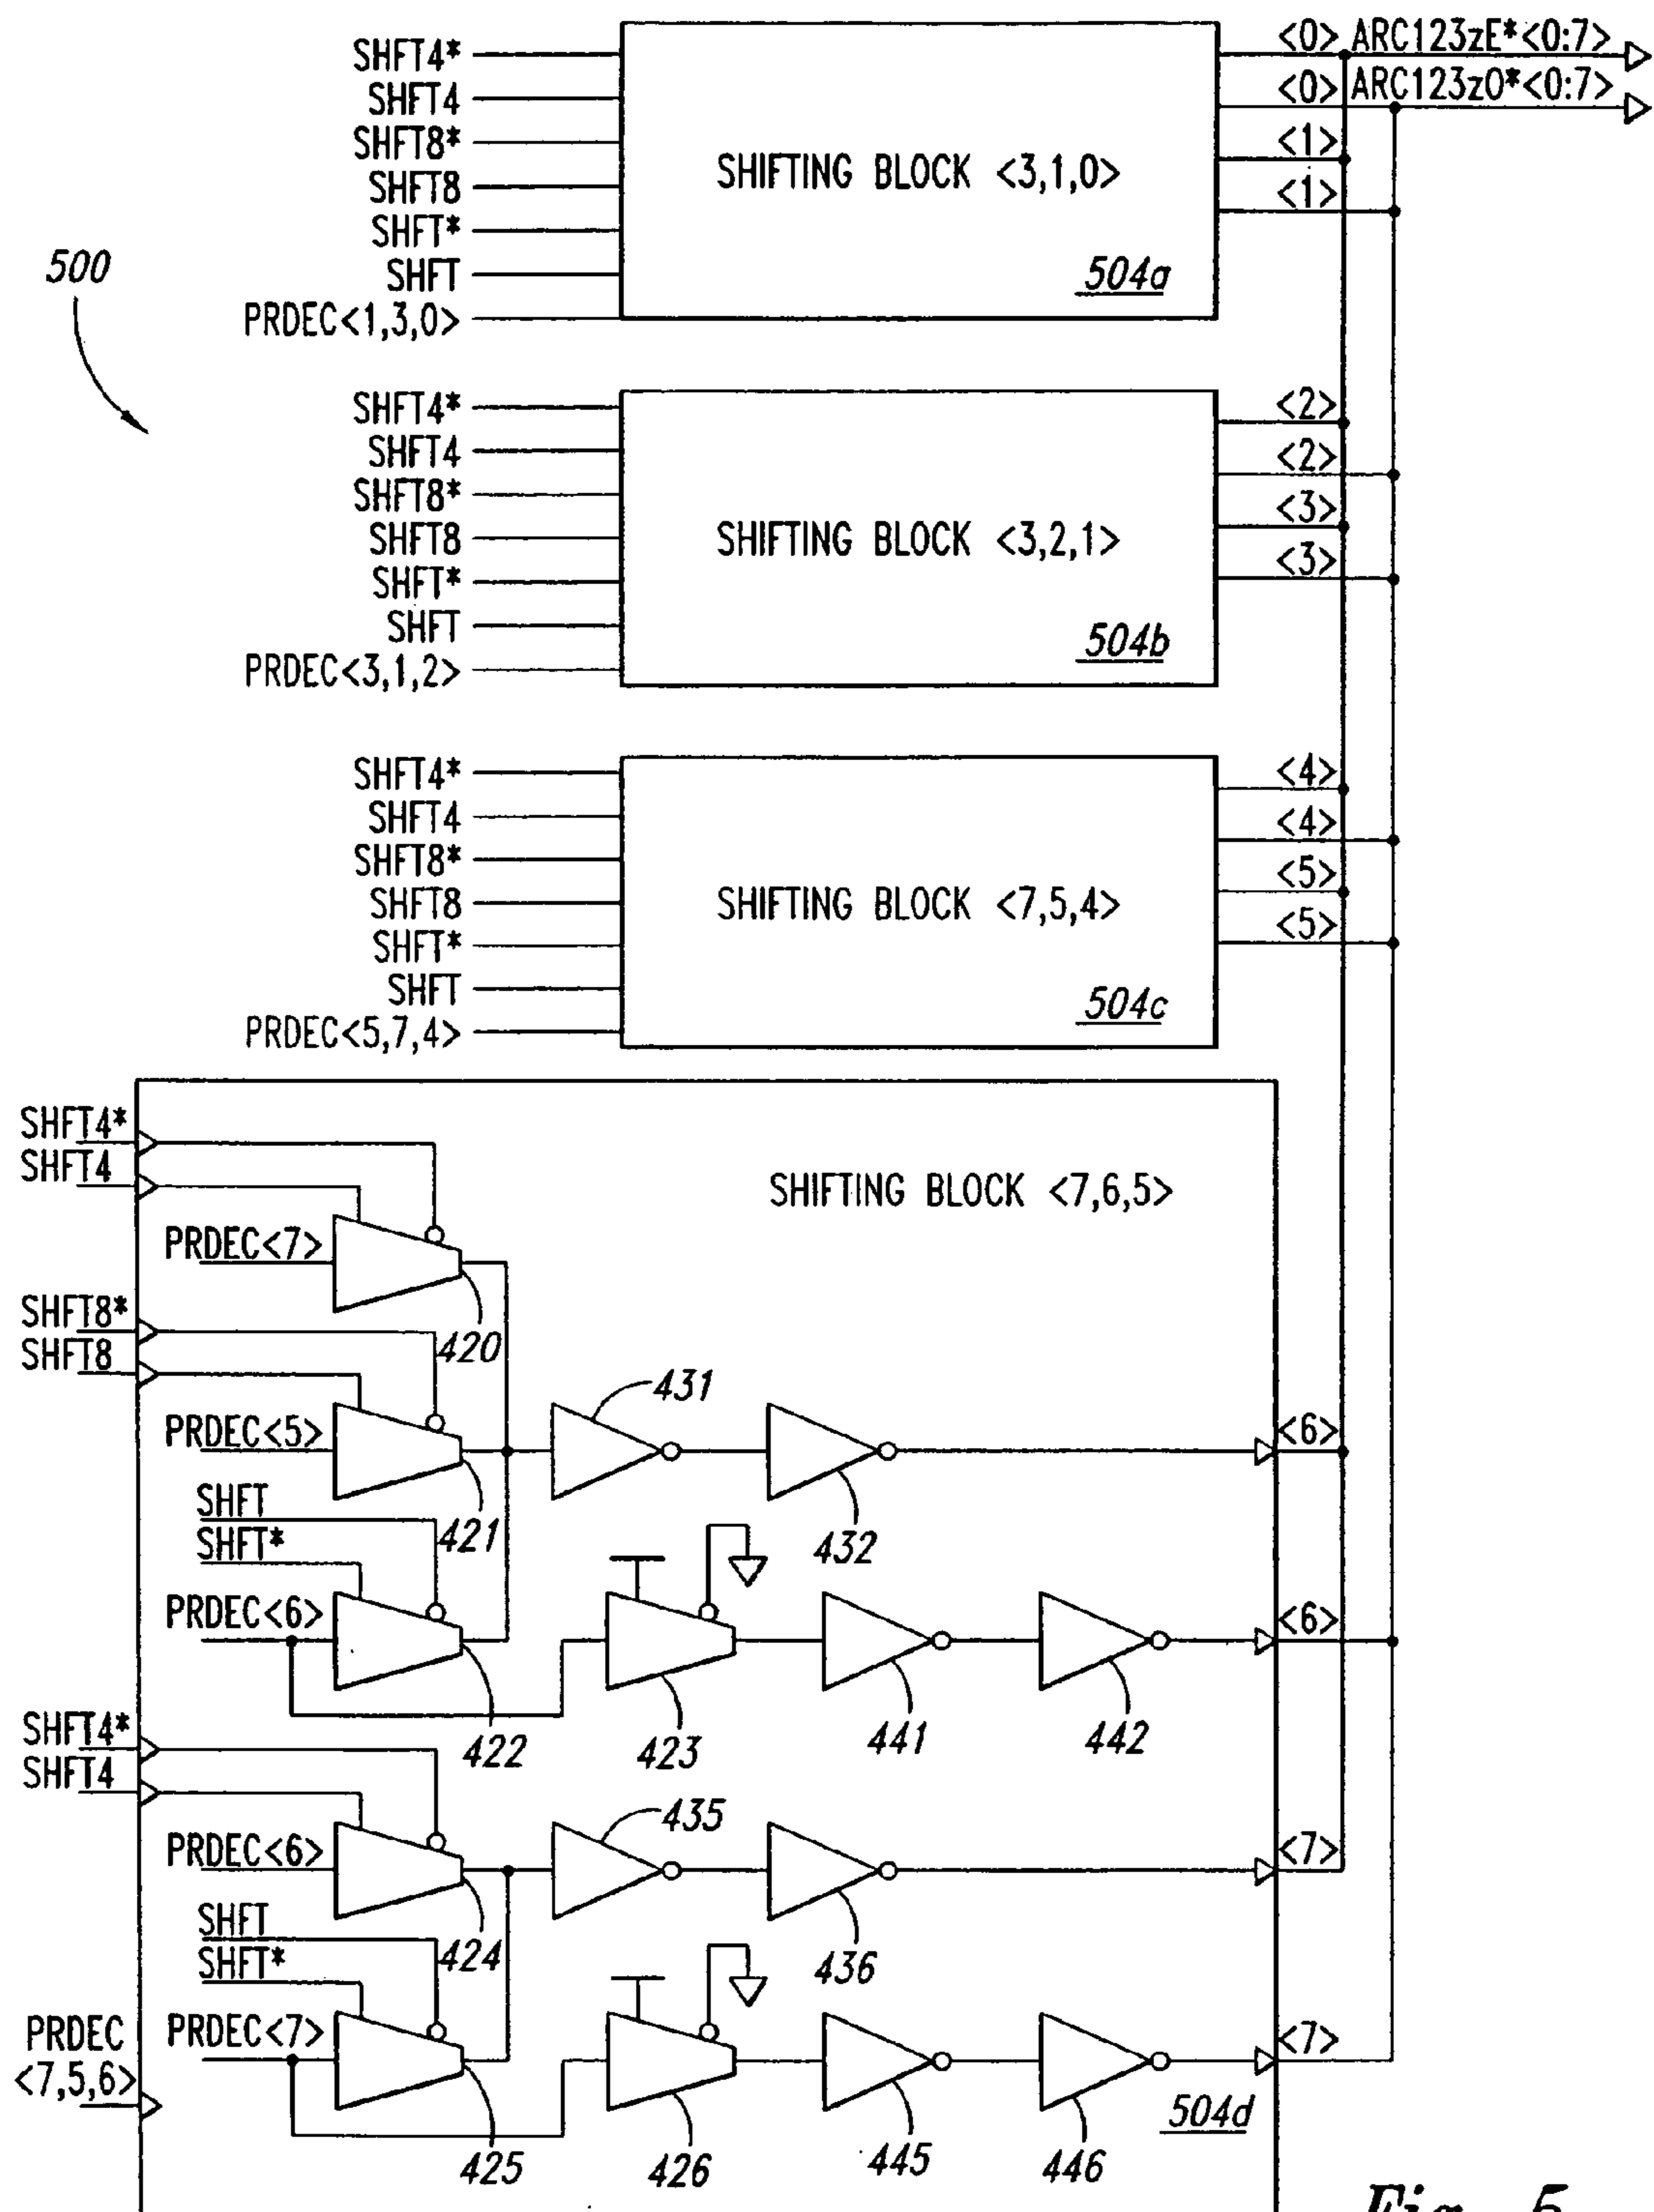 <0> ARC123zE*<0:7>
SHFT4*
<0> ARC123zO*<0:7>
SHFT4
SHFT8*
<1>
SHIFTING BLOCK <3,1,0>
SHFT8
<1>
SHFT*
500
SHFT
504a
PRDEC<1,3,0>
SHFT4*
<2>
SHFT4
<2>
SHFT8*
<3>
SHFT8
SHIFTING BLOCK <3,2,1>
<3>
SHFT*
SHFT
504b
PRDEC<3,1,2>
SHFT4*
<4>
SHFT4
<4>
SHFT8*
<5>
SHFT8
SHIFTING BLOCK <7,5,4>
<5>
SHFT*
SHFT
504c
PRDEC<5,7,4>
SHFT4*
SHFT4
SHIFTING BLOCK <7,6,5>
PRDEC<7>
SHFT8*
420
SHFT8
431
PRDEC<5>
<6>
SHFT
421
SHFT*
432
PRDEC<6>
<6>
SHFT4*
422
423
441
442
SHFT4
435
PRDEC<6>
<7>
SHFT
424
SHFT*
436
PRDEC
<7,5,6>
PRDEC<7>
<7>
504d
425
426
445
446
Fig. 5